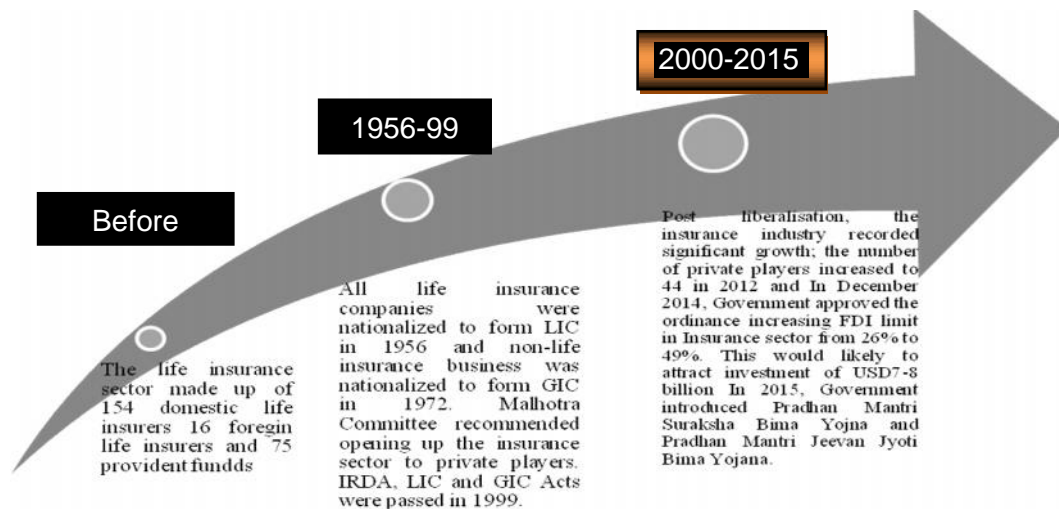 Before
The life insurance
sector made up of
154 domestic life
insurers 16 foregin
life insurers and 75
provident fundds
1956-99
All life insurance
companies were
nationalized to form LIC
in 1956 and non-life
insurance business was
nationalized to form GIC
in 1972. Malhotra
Committee recommended
opening up the insurance
sector to private players.
IRDA, LIC and GIC Acts
were passed in 1999.
2000-2015
Post liberalisation, the
insurance industry recorded
significant growth; the number
of private players increased to
44 in 2012 and In December
2014, Government approved the
ordinance increasing FDI limit
in Insurance sector from 26% to
49%. This would likely to
attract investment of USD7-8
billion In 2015, Government
introduced Pradhan Mantri
Suraksha Bima Yojna and
Pradhan Mantri Jeevan Jyoti
Bima Yojana.